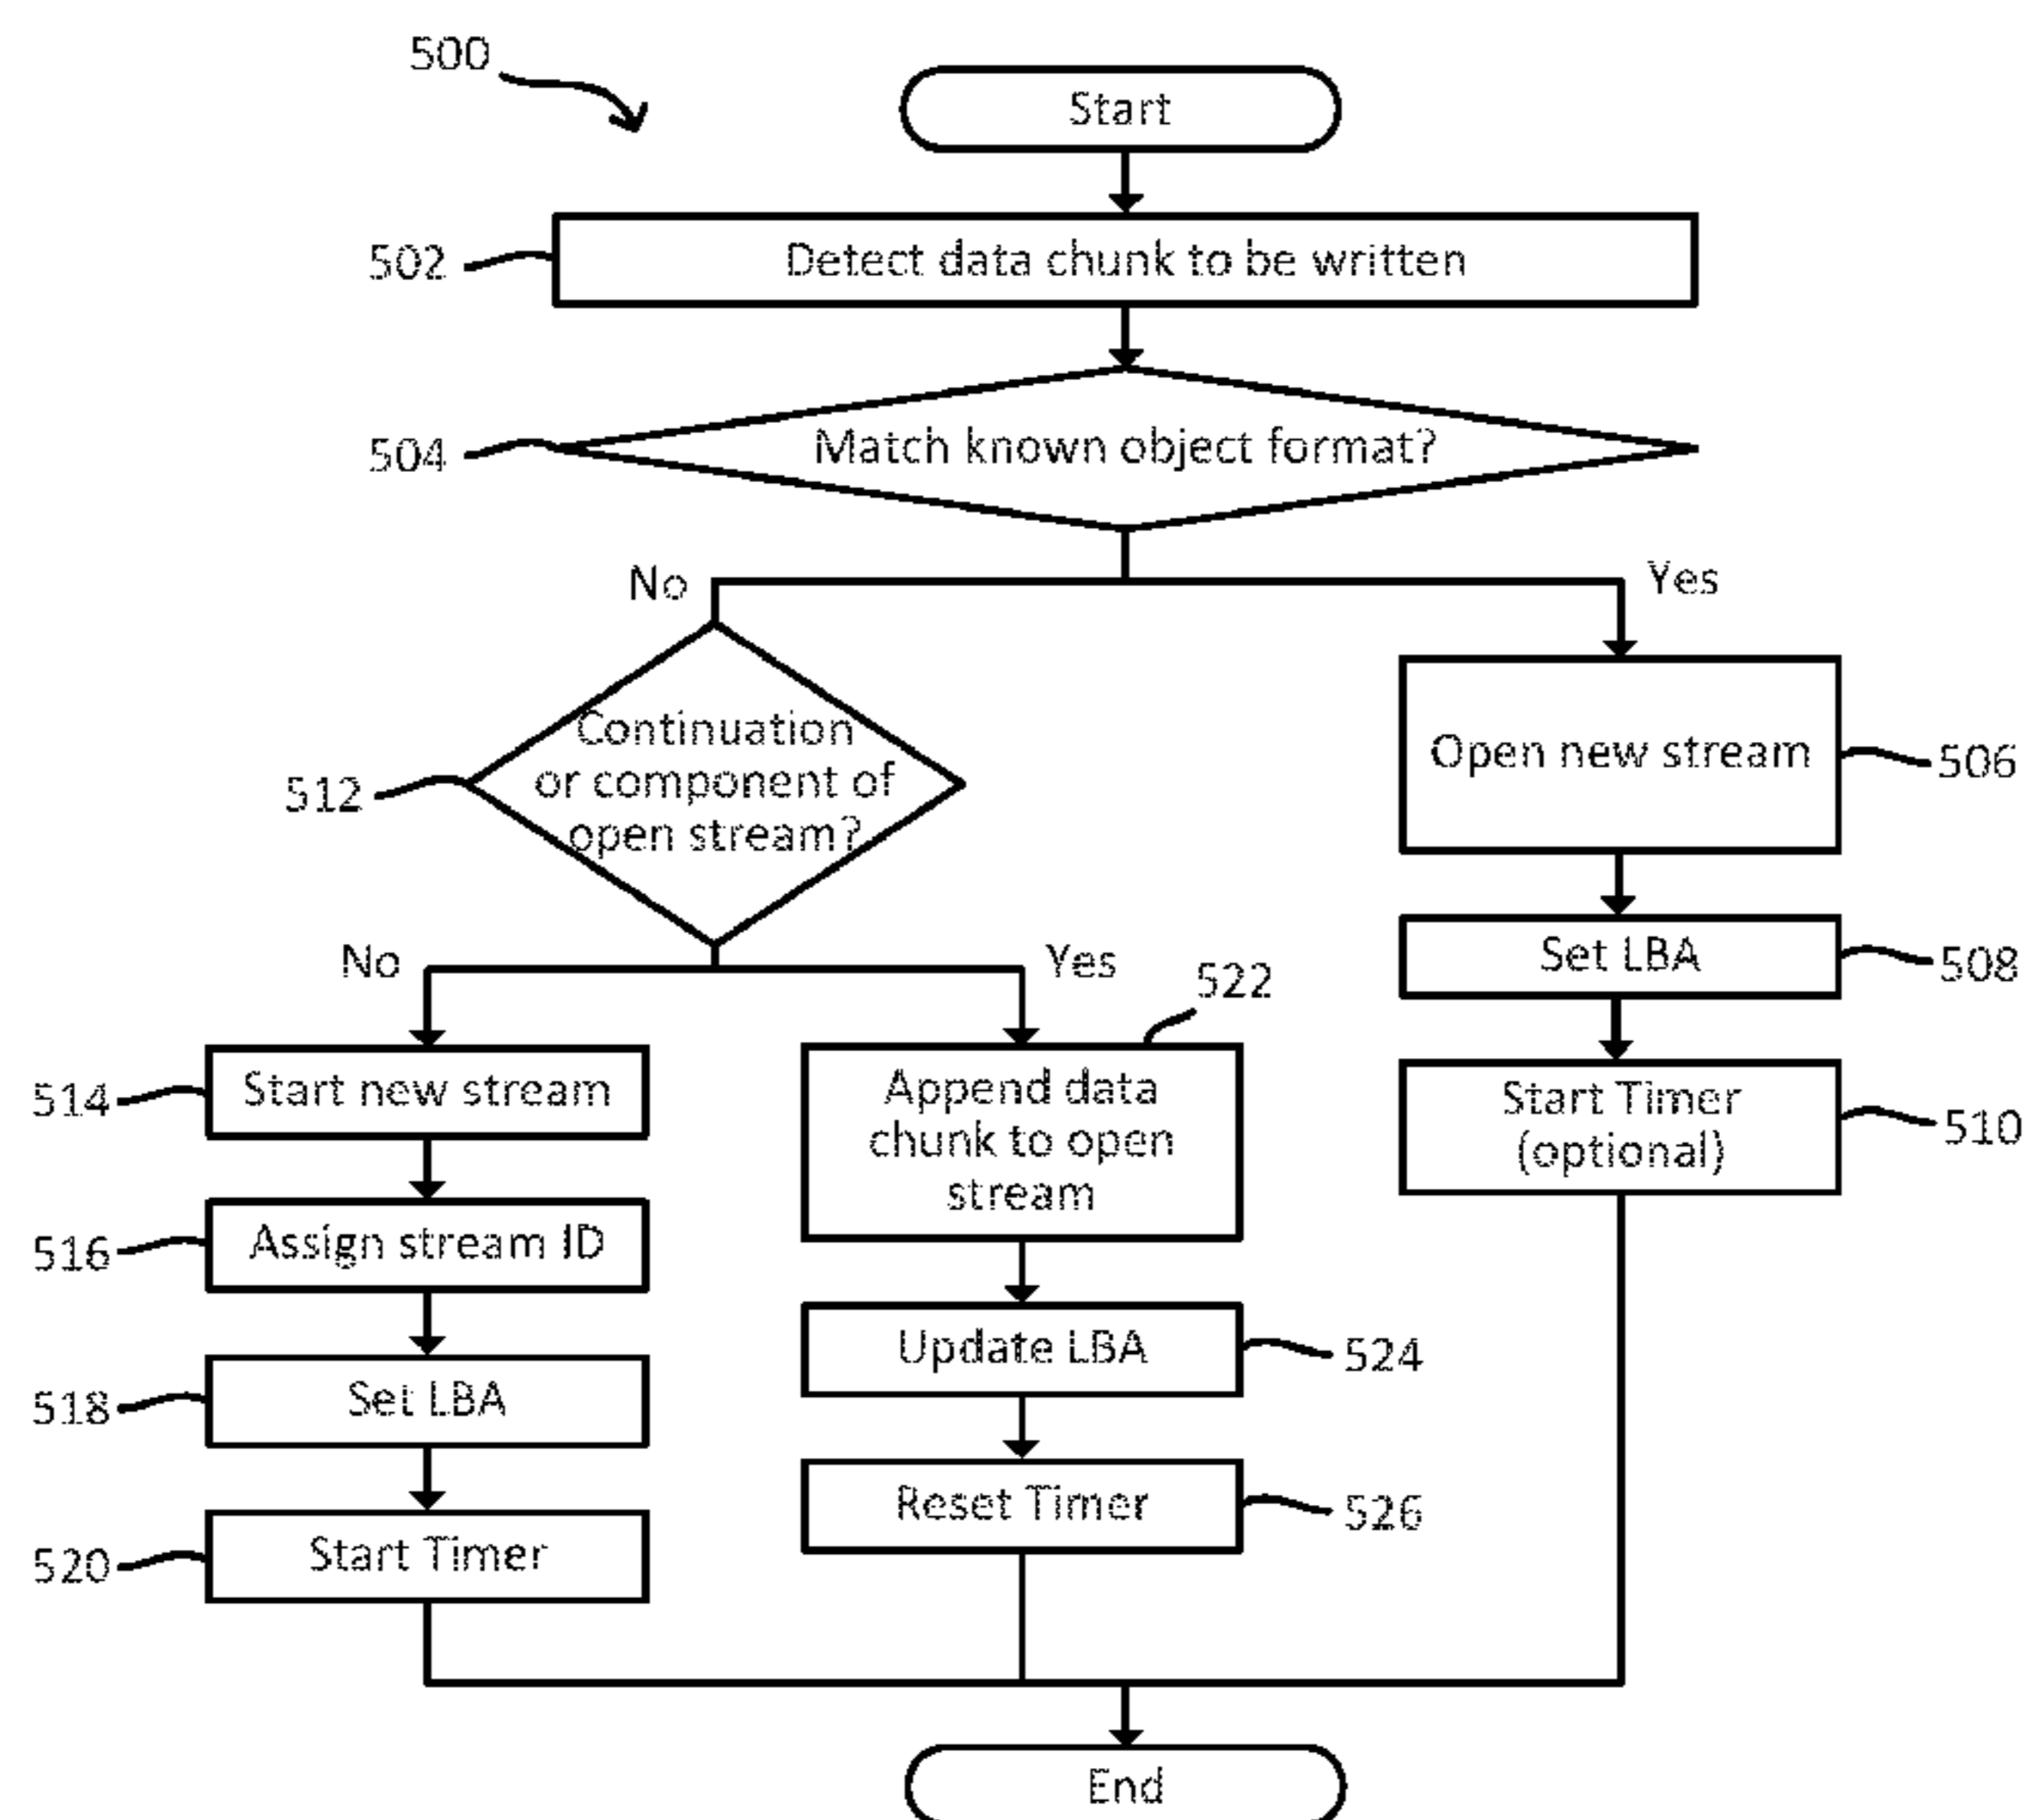 500
Start
502
Detect data chunk to be written
504
Match known object format?
No
Yes
Continuation
or component of
open stream?
512
Open new stream
506
Set LBA
508
No
Yes
522
Start Timer
(optional)
510
514
Start new stream
Append data
chunk to open
stream
516
Assign stream ID
Update LBA
524
518
Set LBA
Reset Timer
526
520
Start Timer
End